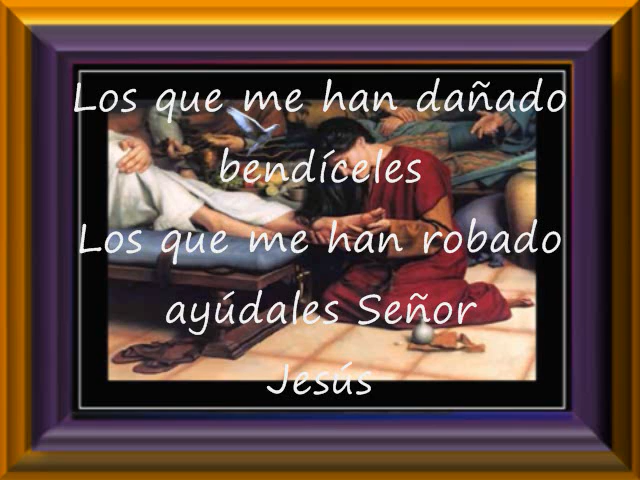 Los que me han dañado
bendíceles
Los que me han robado
ayúdales Señor
Jesús